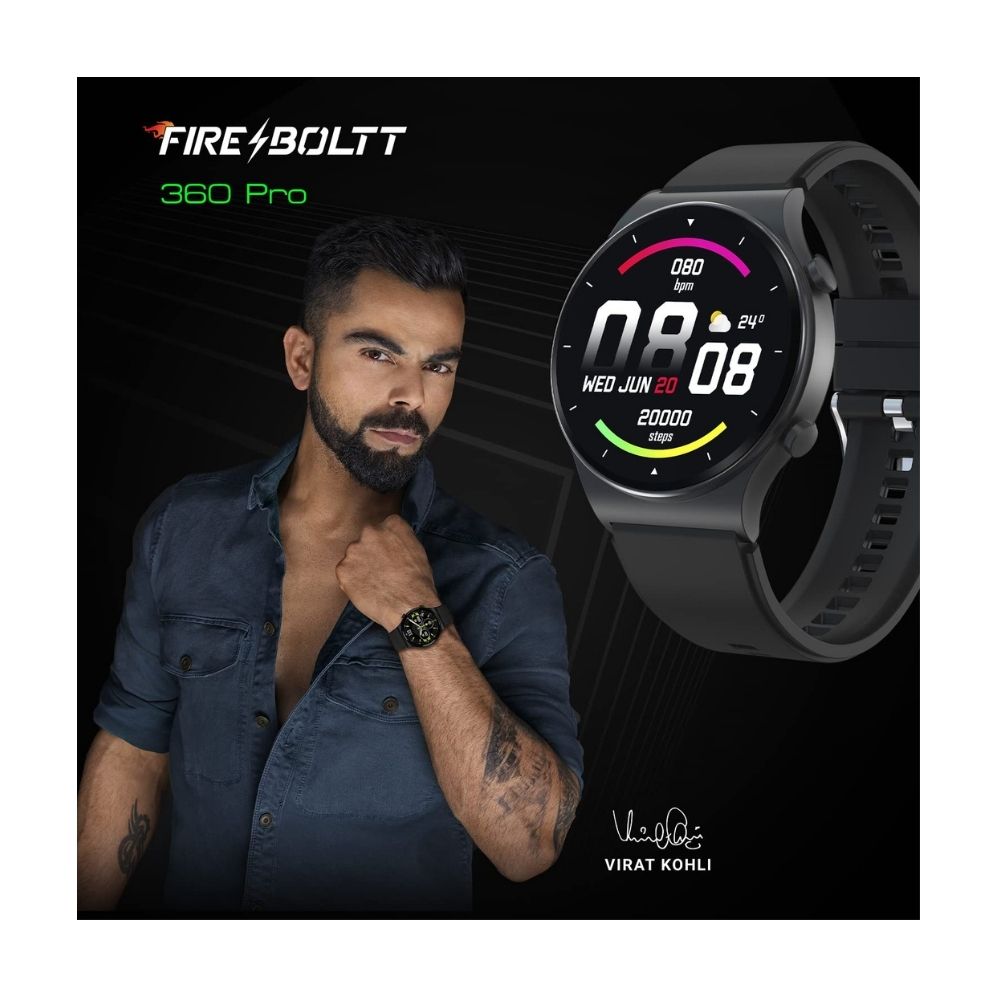 FIRE BOLTT
360 Pro
080
bpm
08
24°
08
WED JUN 20
20000
steps
VIRAT KOHLI